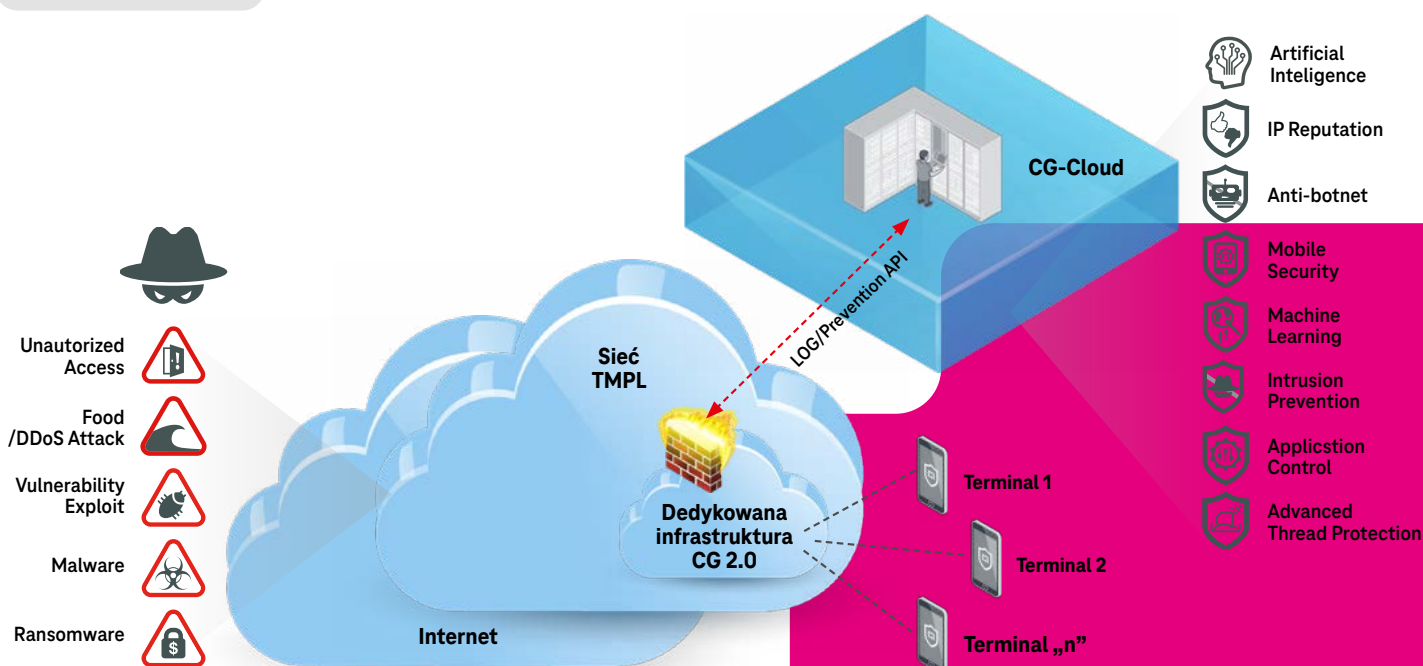 Unautorized
Access
Food
/DDoS Attack
Vulnerability
Exploit
Malware
Ransomware
$
Sieć
TMPL
Internet
Dedykowana
infrastruktura
CG 2.0
LOG/Prevention API
CG-Cloud
Terminal 1
Terminal 2
Terminal „n”
Artificial
Inteligence
IP Reputation
Anti-botnet
Mobile
Security
Machine
Learning
Intrusion
Prevention
Applicstion
Control
Advanced
Thread Protection